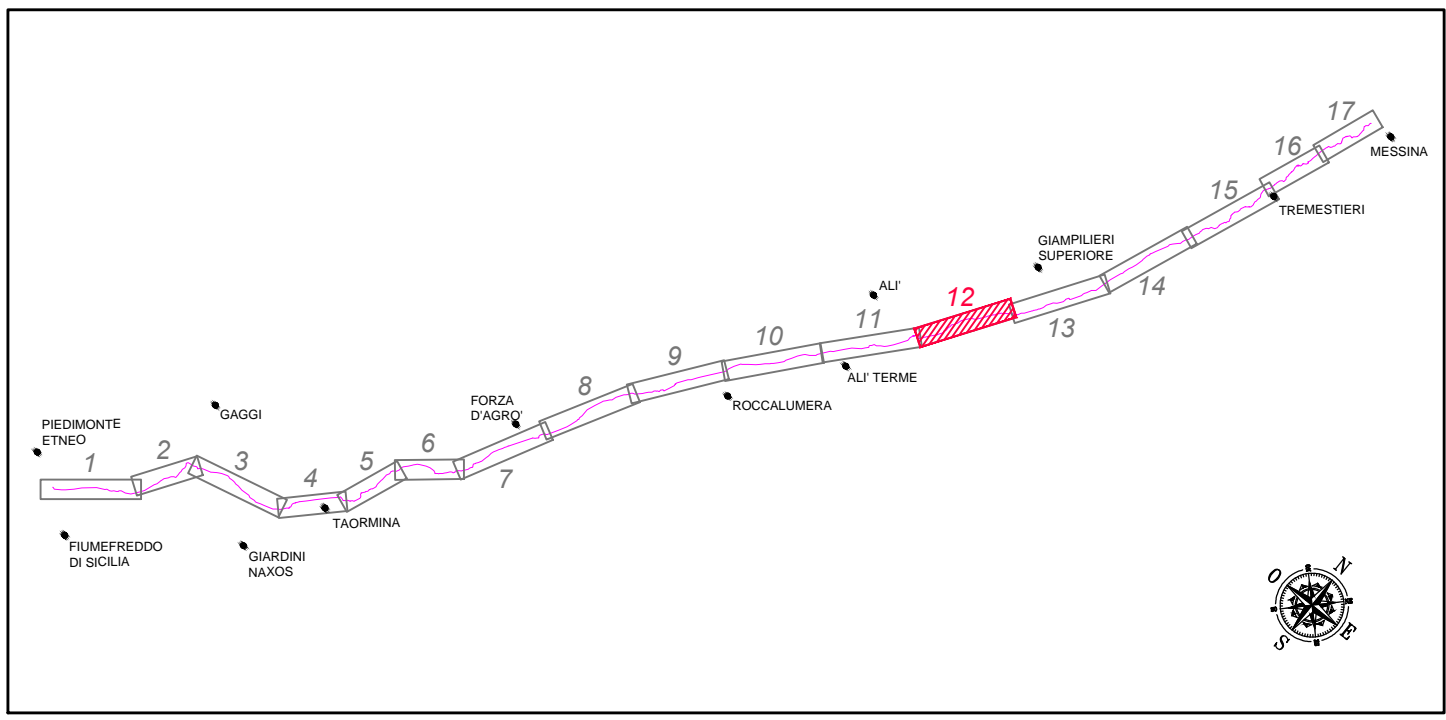 17
MESSINA
16
15
TREMESTIERI
GIAMPILIERI
SUPERIORE
14
ALI'
12
13
11
10
ALI' TERME
9
ROCCALUMERA
8
FORZA
D'AGRO'
GAGGI
PIEDIMONTE
ETNEO
6
7
5
2
1
3
4
TAORMINA
FIUMEFREDDO
DI SICILIA
GIARDINI
NAXOS
O
N
S
E